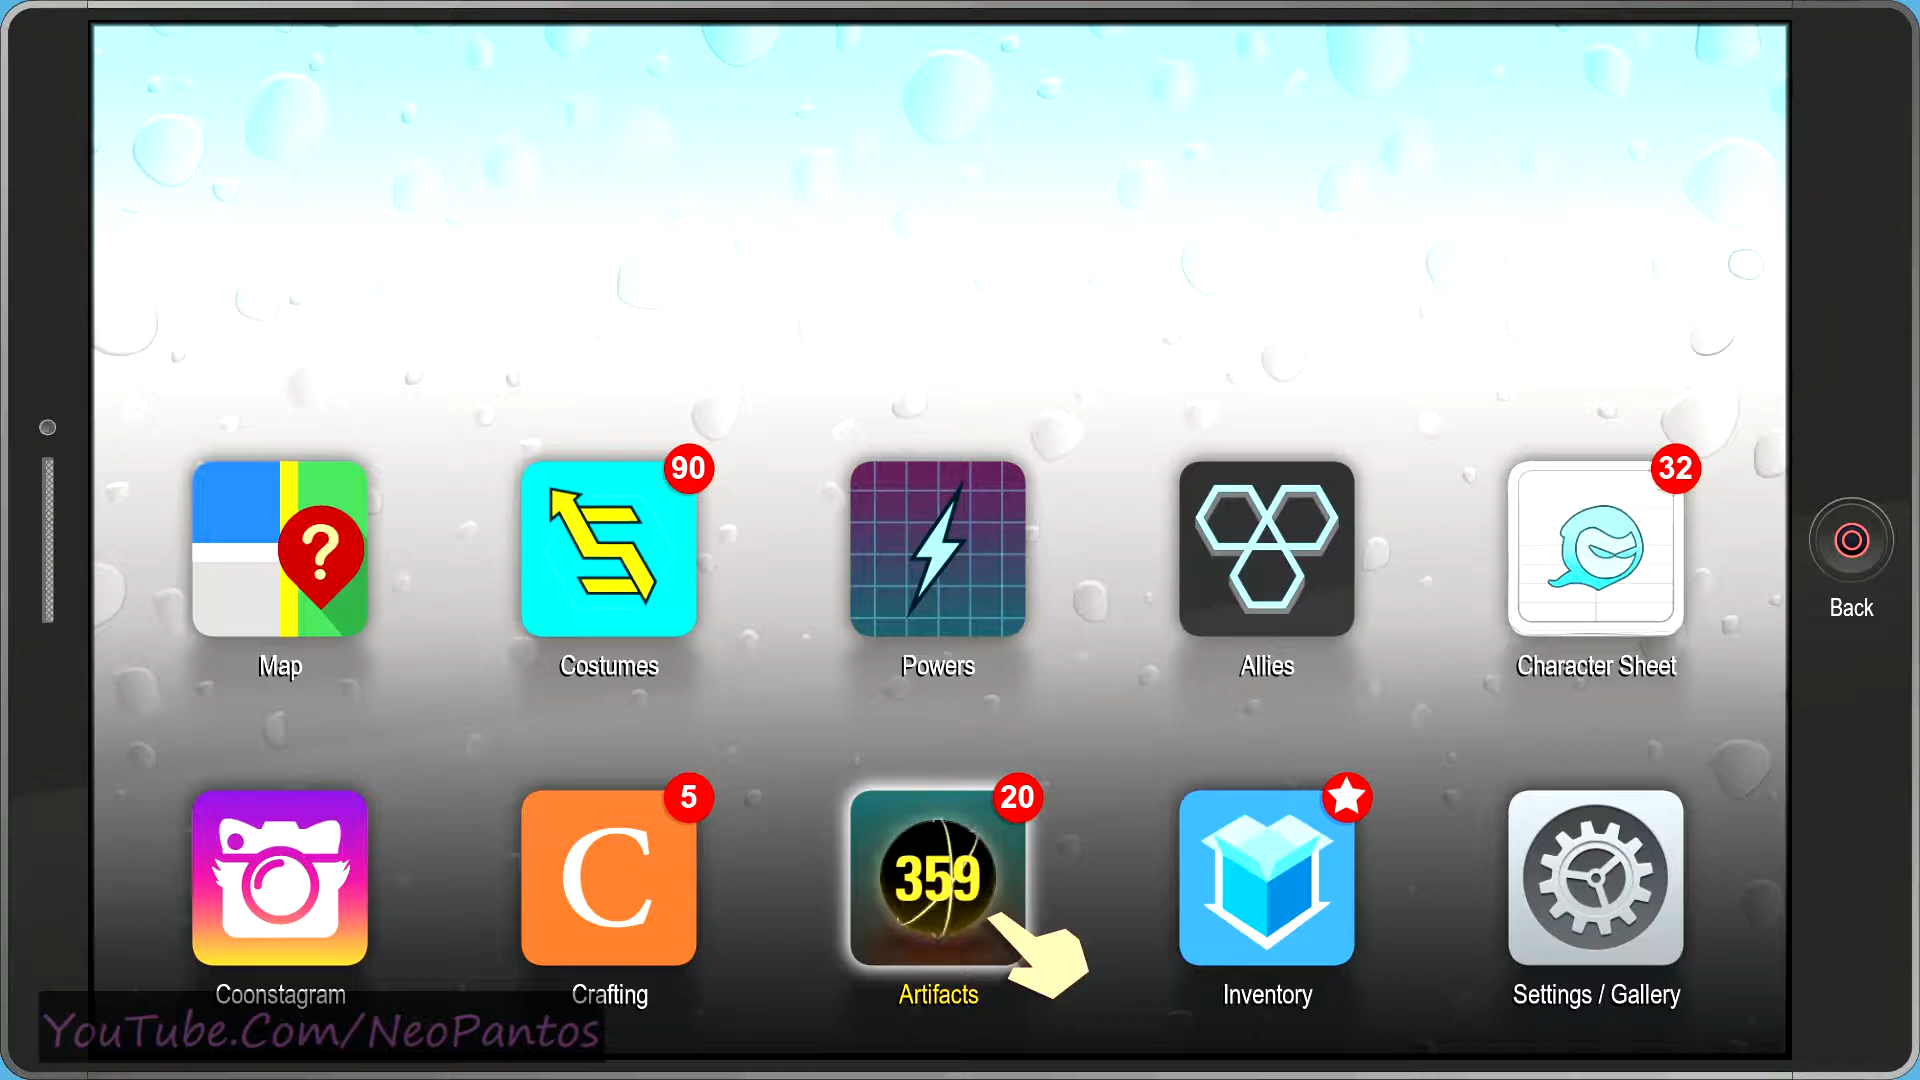 90
32
?
Map
Costumes
Powers
Allies
Character Sheet
Back
5
20
C
359
Coonstagram
Crafting
Artifacts
Inventory
Settings / Gallery
YouTube.Com/NeoPantos